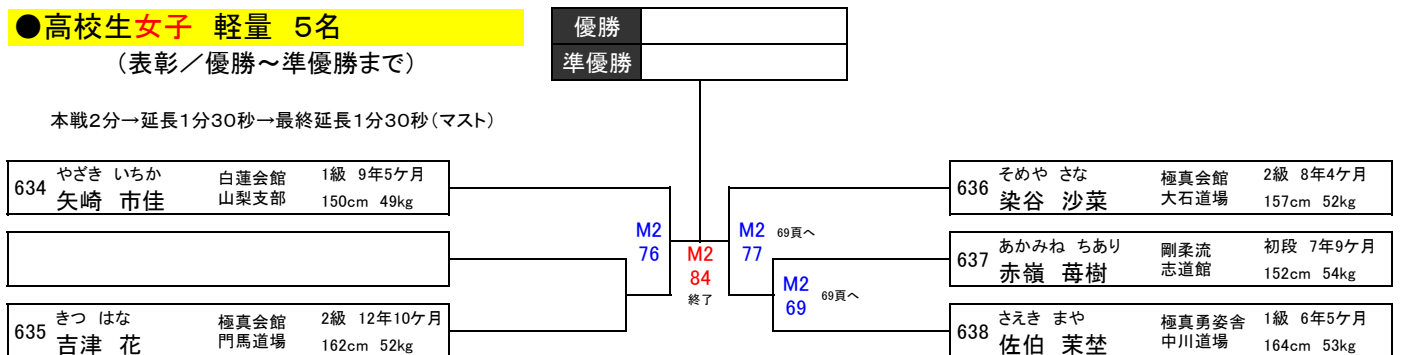 ●高校生女子　軽量　５名
（表彰／優勝～準優勝まで）
優勝
準優勝
本戦２分→延長１分３０秒→最終延長１分３０秒（マスト）
634
やざき　いちか
矢崎　市佳
白蓮会館
山梨支部
1級 9年5ケ月
150cm 49kg
635
きつ　はな
吉津　花
極真会館
門馬道場
2級 12年10ケ月
162cm 52kg
M2
76
M2
84
終了
M2
77
69頁へ
M2
69
69頁へ
636
そめや　さな
染谷　沙菜
極真会館
大石道場
2級 8年4ケ月
157cm 52kg
637
あかみね　ちあり
赤嶺　苺樹
剛柔流
志道館
初段 7年9ケ月
152cm 54kg
638
さえき　まや
佐伯　茉埜
極真勇姿舎
中川道場
1級 6年5ケ月
164cm 53kg